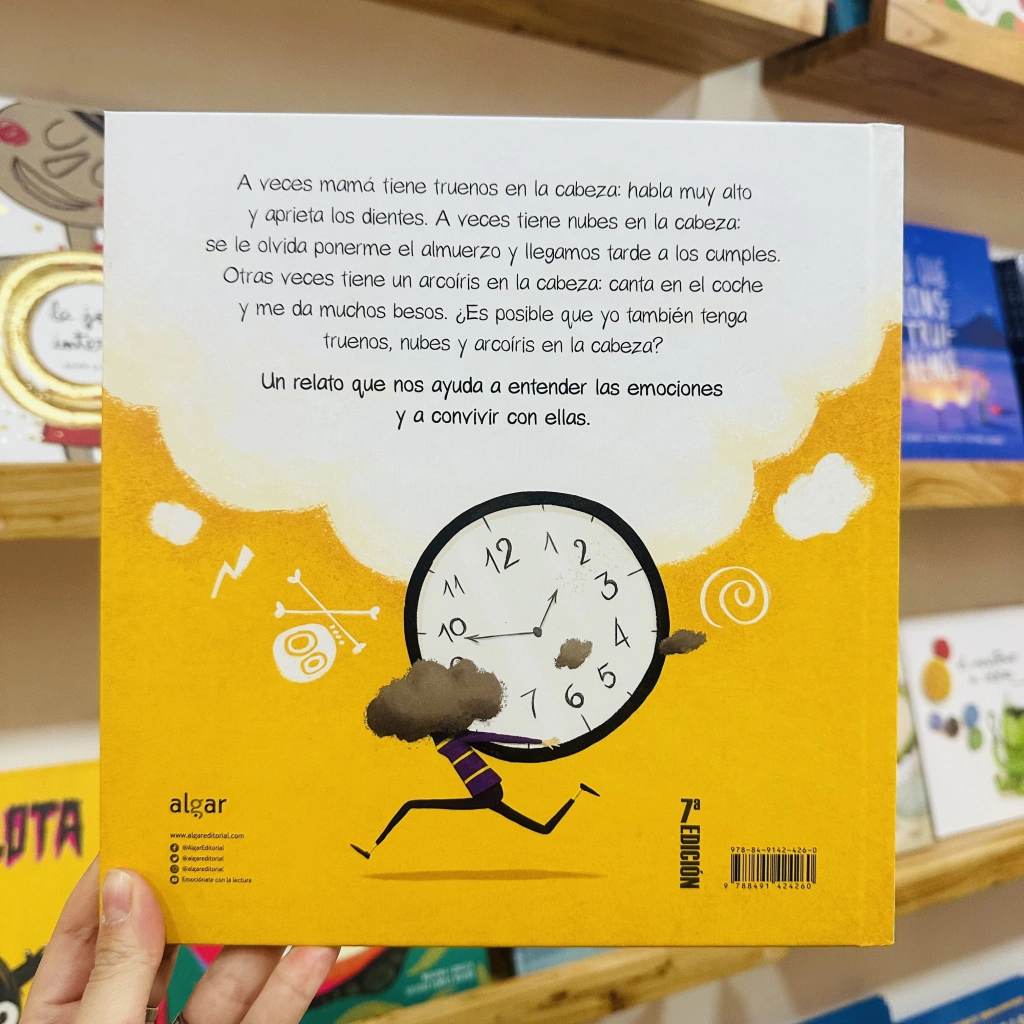 A veces mamá tiene truenos en la cabeza: habla muy alto
y aprieta los dientes. A veces tiene nubes en la cabeza:
se le olvida ponerme el almuerzo y llegamos tarde a los cumples.
Otras veces tiene un arcoíris en la cabeza: canta en el coche
y me da muchos besos. ¿Es posible que yo también tenga
truenos, nubes y arcoíris en la cabeza?
Un relato que nos ayuda a entender las emociones
y a convivir con ellas.
12
1
2
11
3
10
4
5
6
7
algar
www.algareditorial.com
@AlgarEditorial
@algareditorial
@algareditorial
Emociónate con la lectura
7ª EDICIÓN
978-84-9142-426-0
9 788491 424260